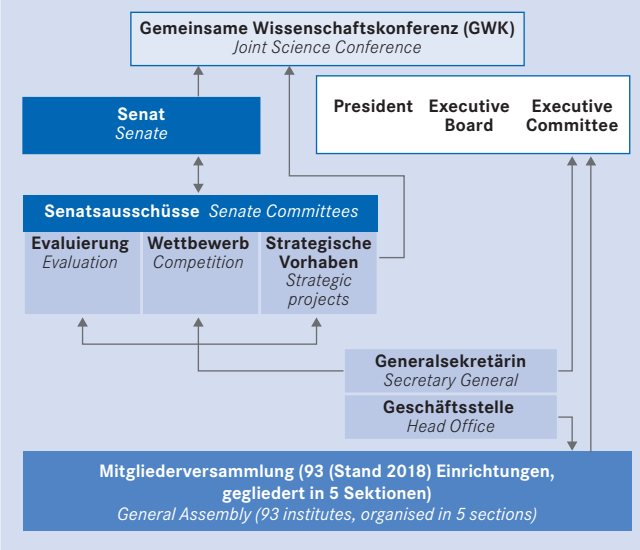 Gemeinsame Wissenschaftskonferenz (GWK)
Joint Science Conference
President Executive Executive
Board Committee
Senat
Senate
Senatsausschüsse Senate Committees
Evaluierung
Evaluation
Wettbewerb
Competition
Strategische
Vorhaben
Strategic
projects
Generalsekretärin
Secretary General
Geschäftsstelle
Head Office
Mitgliederversammlung (93 (Stand 2018) Einrichtungen,
gegliedert in 5 Sektionen)
General Assembly (93 institutes, organised in 5 sections)